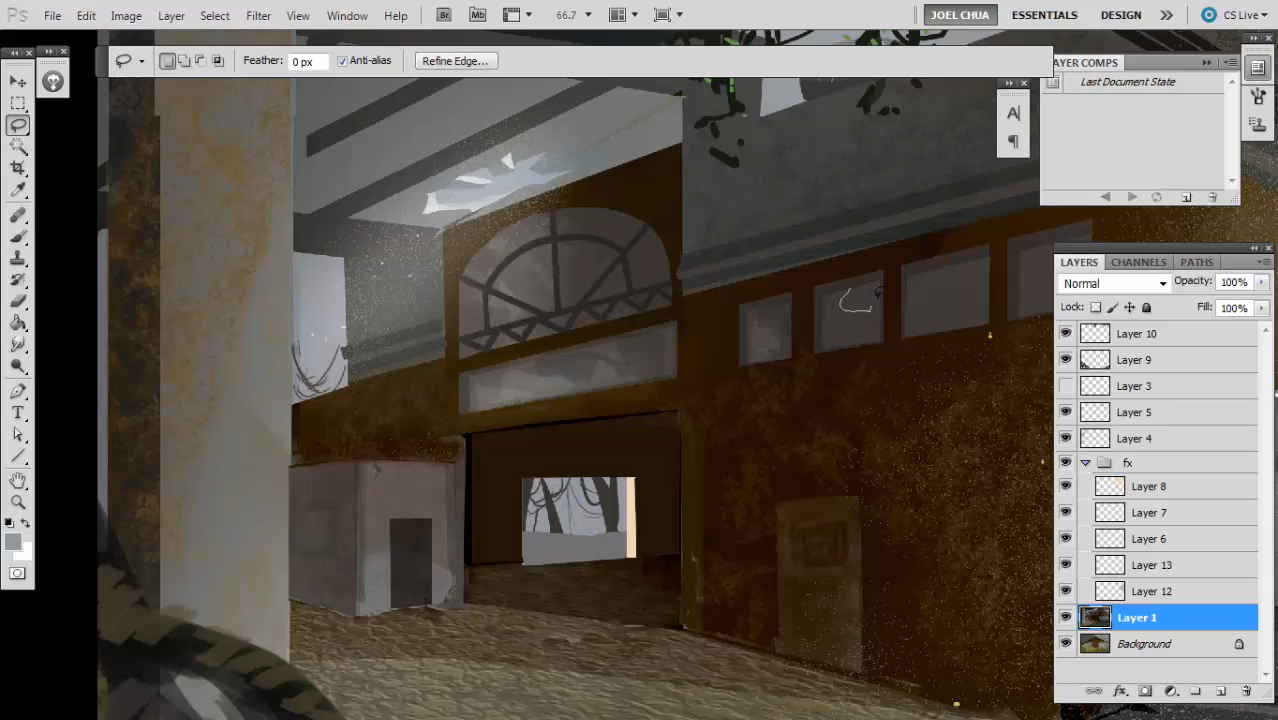 Ps File Edit Image Layer Select Filter View Window Help Br Mb 66.7 JOEL CHUA ESSENTIALS DESIGN CS Live
Feather: 0 px Anti-alias Refine Edge...
AYER COMPS
Last Document State
A
LAYERS CHANNELS PATHS
Normal Opacity: 100%
Lock: Fill: 100%
Layer 10
Layer 9
Layer 3
Layer 5
Layer 4
fx
Layer 8
Layer 7
Layer 6
Layer 13
Layer 12
Layer 1
Background
fx